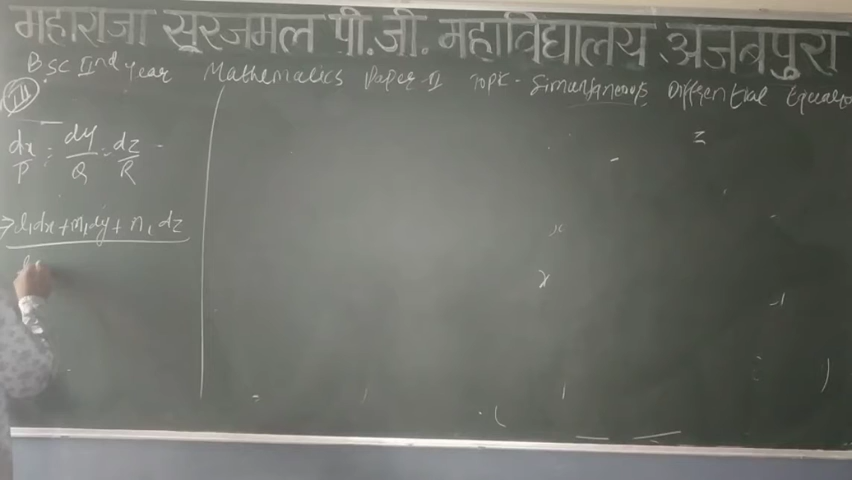 महाराजा सूरजमल पी.जी. महाविद्यालय, अजबपुरा
B.sc IInd year Mathematics Paper-II Topic - Simultaneous Differential
dx/P = dy/Q = dz/R
→ l₁dx + m₁dy + n₁dz